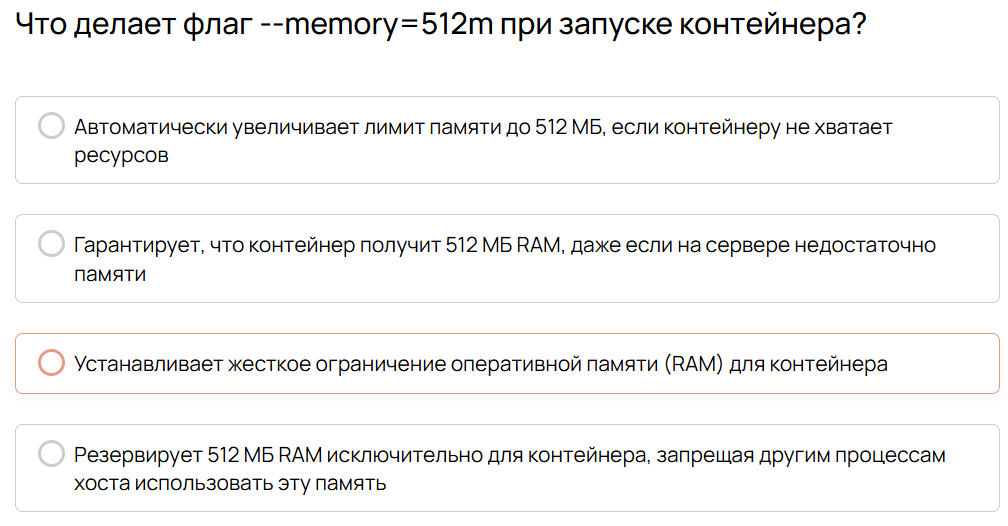 Что делает флаг --memory=512m при запуске контейнера?
Автоматически увеличивает лимит памяти до 512 МБ, если контейнеру не хватает
ресурсов
Гарантирует, что контейнер получит 512 МБ RAM, даже если на сервере недостаточно
памяти
Устанавливает жесткое ограничение оперативной памяти (RAM) для контейнера
Резервирует 512 МБ RAM исключительно для контейнера, запрещая другим процессам
хоста использовать эту память